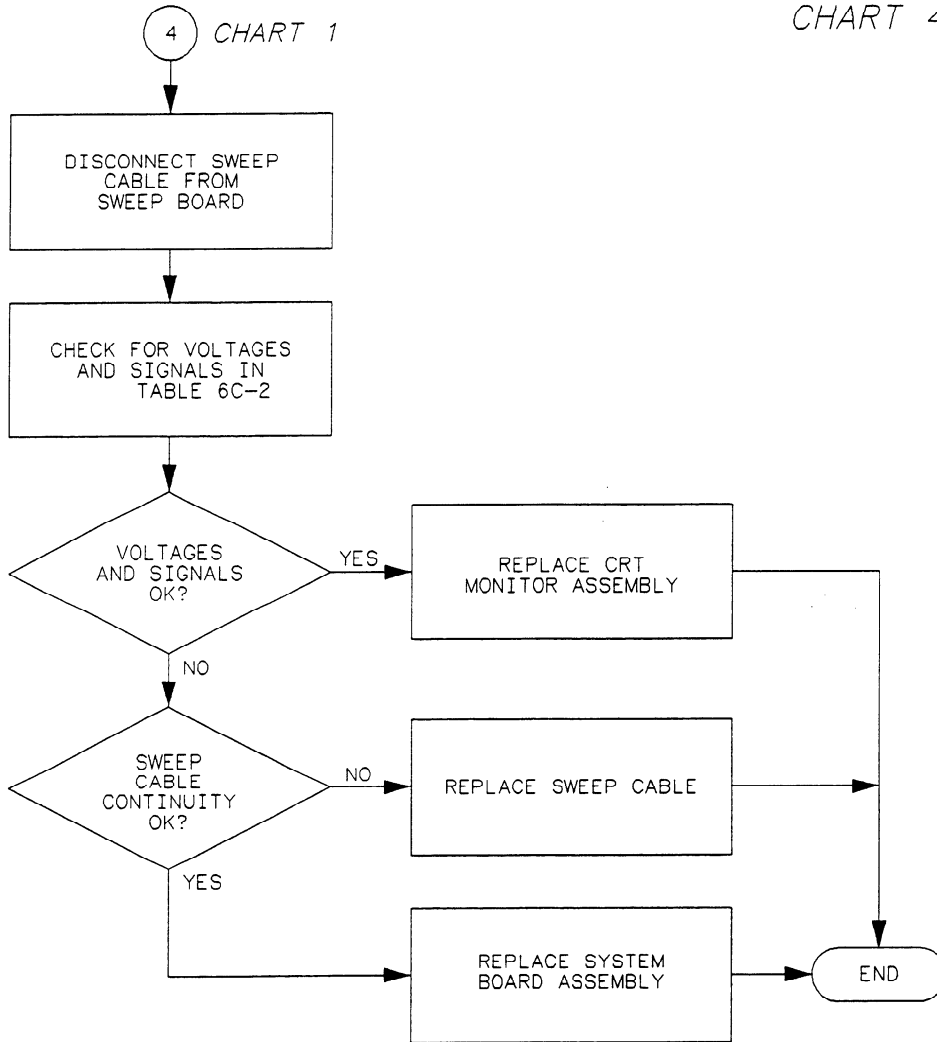 4 CHART 1
CHART 4
DISCONNECT SWEEP
CABLE FROM
SWEEP BOARD
CHECK FOR VOLTAGES
AND SIGNALS IN
TABLE 6C-2
VOLTAGES
AND SIGNALS
OK?
YES
REPLACE CRT
MONITOR ASSEMBLY
NO
SWEEP
CABLE
CONTINUITY
OK?
NO
REPLACE SWEEP CABLE
YES
REPLACE SYSTEM
BOARD ASSEMBLY
END